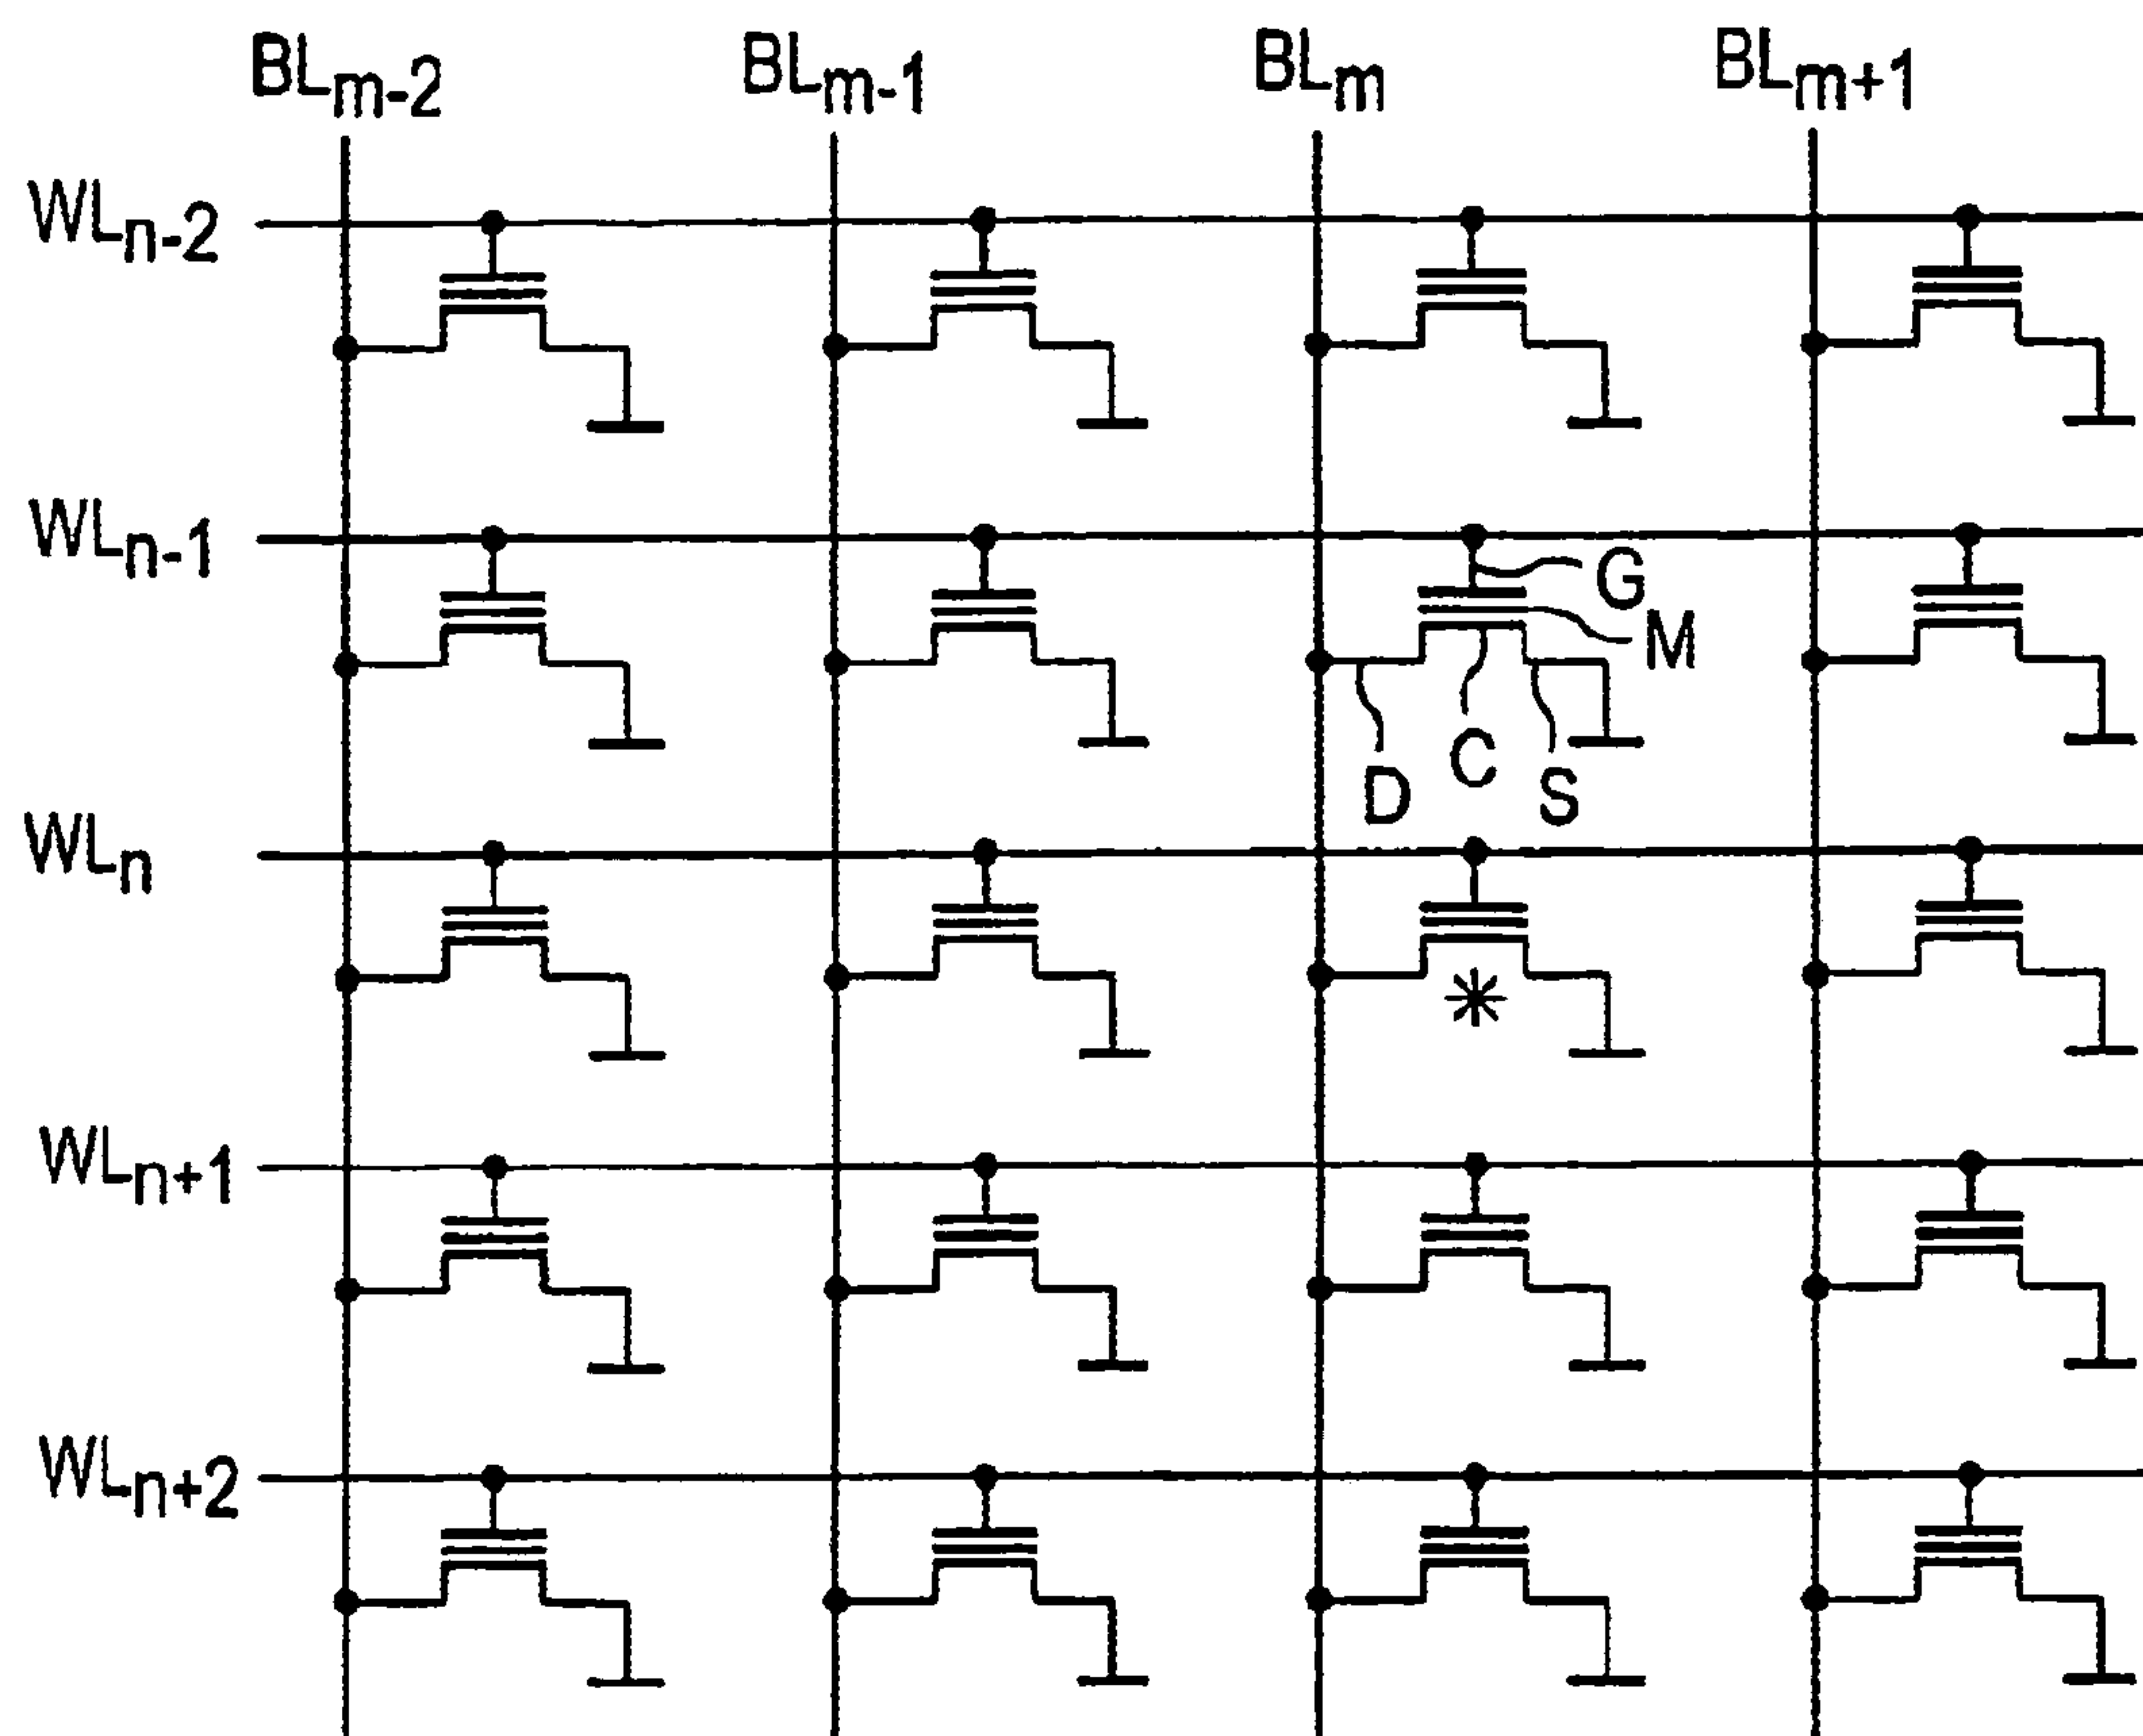 BLm-2 BLm-1 BLm BLm+1
WLn-2
WLn-1
G
M
D C S
WLn
*
WLn+1
WLn+2